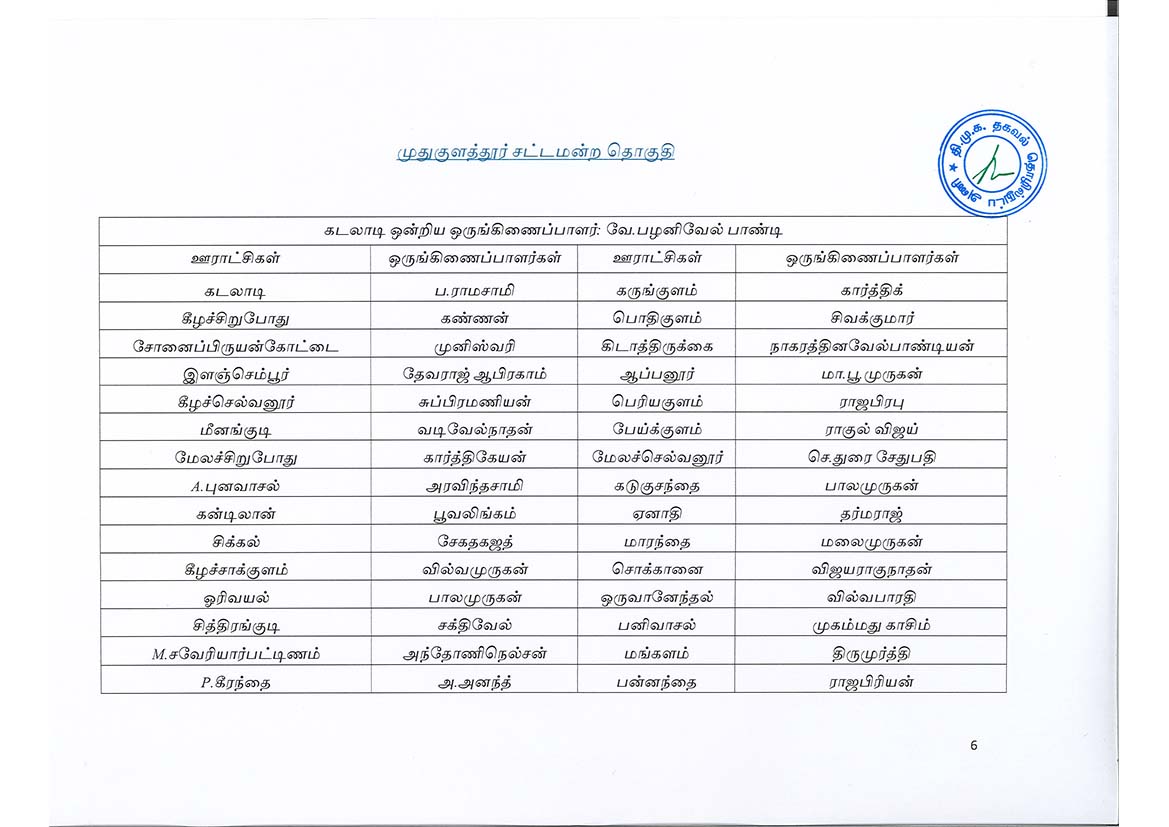 முதுகுளத்தூர் சட்டமன்ற தொகுதி
தி.மு.க. தகவல் தொழில்நுட்ப அணி ★
கடலாடி ஒன்றிய ஒருங்கிணைப்பாளர்: வே.பழனிவேல் பாண்டி
ஊராட்சிகள் ஒருங்கிணைப்பாளர்கள் ஊராட்சிகள் ஒருங்கிணைப்பாளர்கள்
கடலாடி ப.ராமசாமி கருங்குளம் கார்த்திக்
கீழச்சிறுபோது கண்ணன் பொதிகுளம் சிவக்குமார்
சோனைப்பிருயன்கோட்டை முனிஸ்வரி கிடாத்திருக்கை நாகரத்தினவேல்பாண்டியன்
இளஞ்செம்பூர் தேவராஜ் ஆபிரகாம் ஆப்பனூர் மா.பூ முருகன்
கீழச்செல்வனூர் சுப்பிரமணியன் பெரியகுளம் ராஜபிரபு
மீனங்குடி வடிவேல்நாதன் பேய்க்குளம் ராகுல் விஜய்
மேலச்சிறுபோது கார்த்திகேயன் மேலச்செல்வனூர் செ.துரை சேதுபதி
A.புனவாசல் அரவிந்தசாமி கடுகுசந்தை பாலமுருகன்
கன்டிலான் பூவலிங்கம் ஏனாதி தர்மராஜ்
சிக்கல் சேகதகஜத் மாரந்தை மலைமுருகன்
கீழச்சாக்குளம் வில்வமுருகன் சொக்கானை விஜயராகுநாதன்
ஓரிவயல் பாலமுருகன் ஒருவானேந்தல் வில்வபாரதி
சித்திரங்குடி சக்திவேல் பனிவாசல் முகம்மது காசிம்
M.சவேரியார்பட்டிணம் அந்தோணிநெல்சன் மங்களம் திருமுர்த்தி
P.கீரந்தை அ.அனந்த் பன்னந்தை ராஜபிரியன்
6